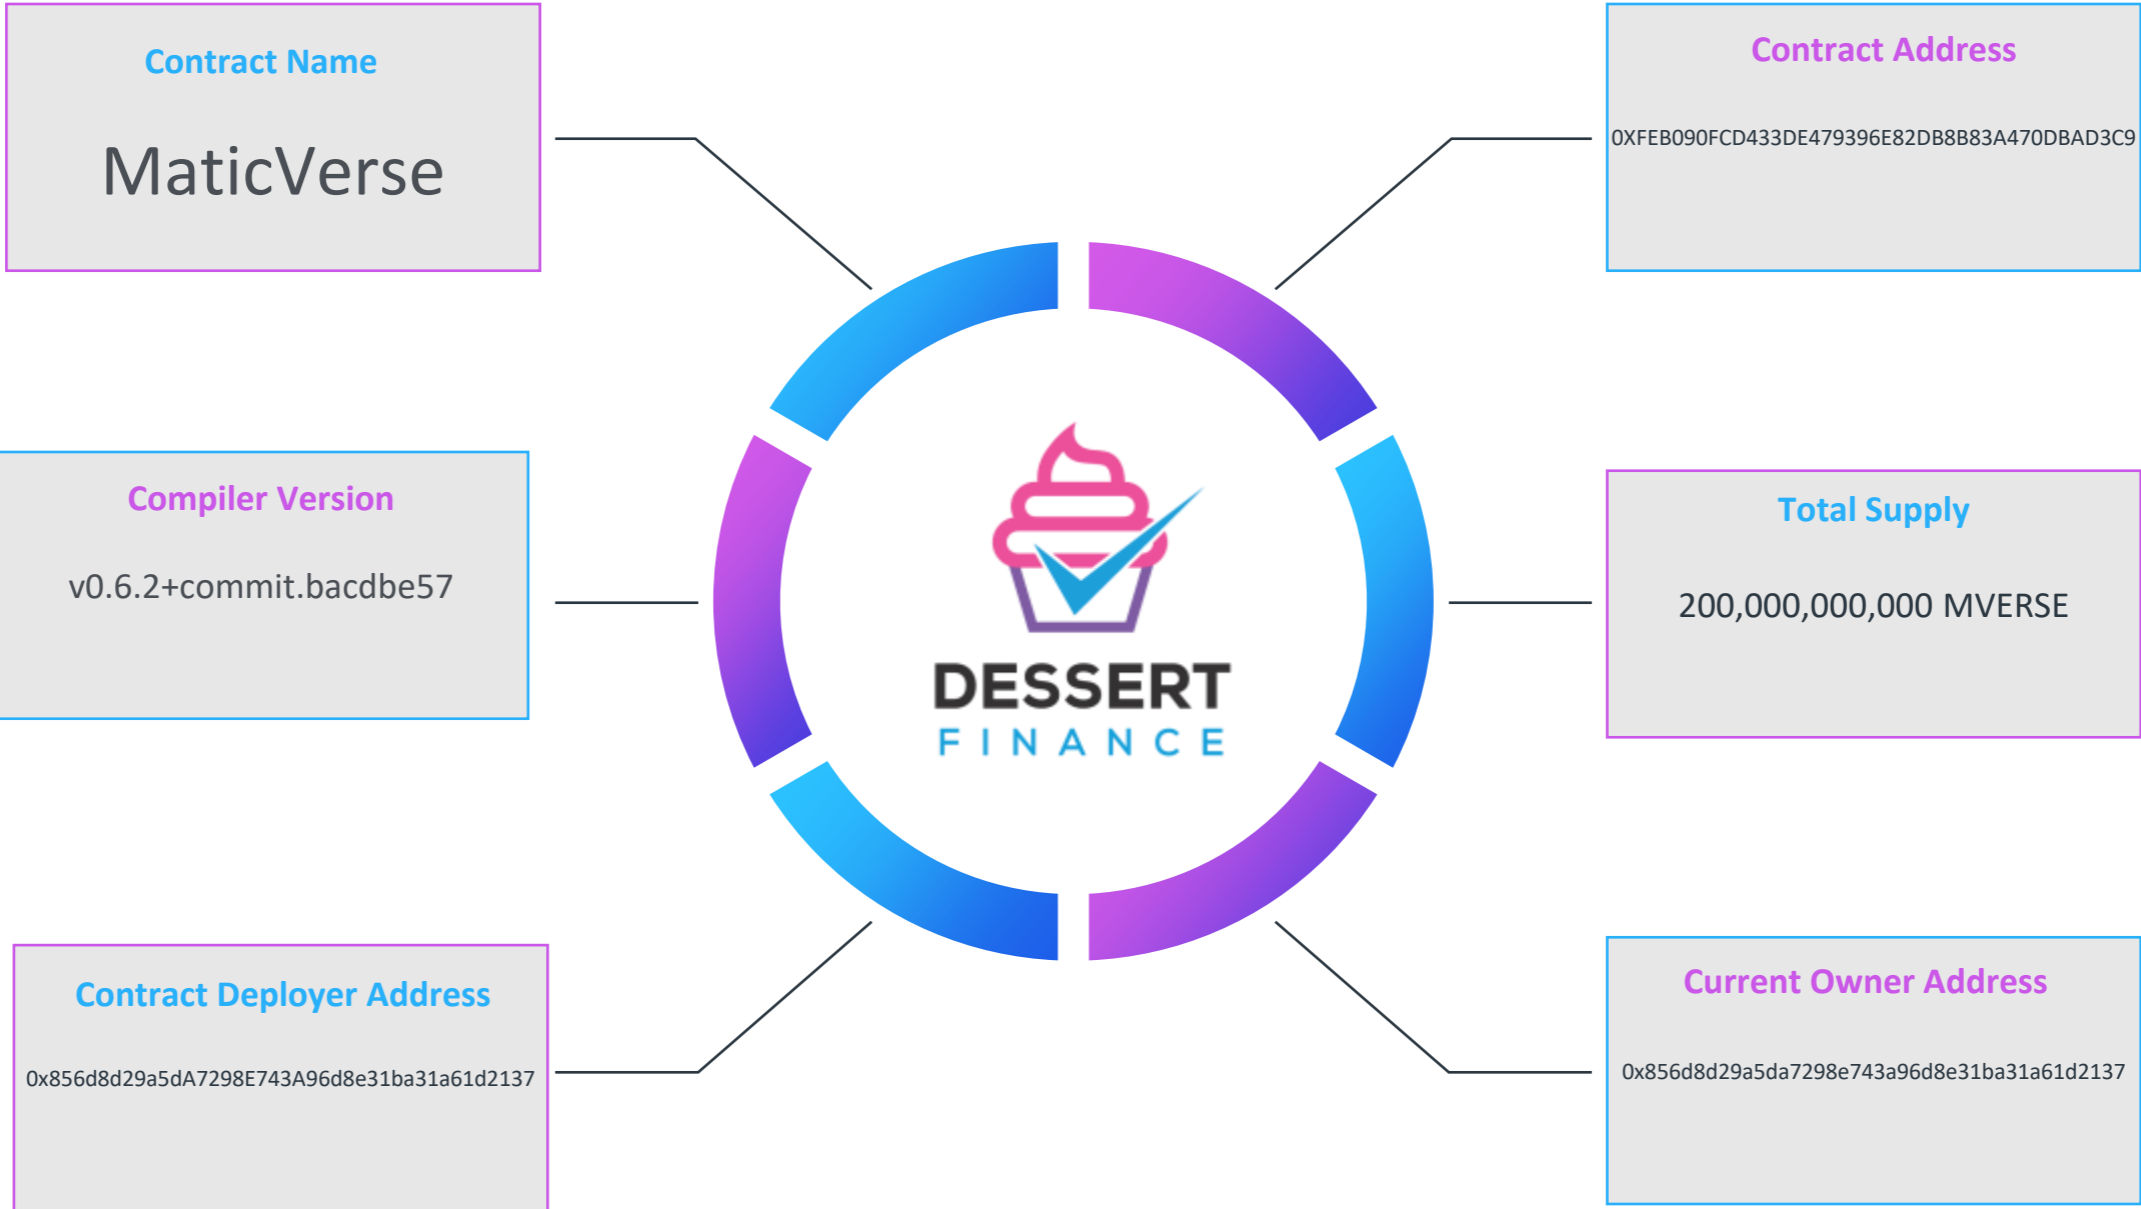 Contract Name
MaticVerse
Contract Address
0XFEB090FCD433DE479396E82DB8B83A470DBAD3C9
Compiler Version
v0.6.2+commit.bacdbe57
Total Supply
200,000,000,000 MVERSE
DESSERT
FINANCE
Contract Deployer Address
0x856d8d29a5dA7298E743A96d8e31ba31a61d2137
Current Owner Address
0x856d8d29a5da7298e743a96d8e31ba31a61d2137